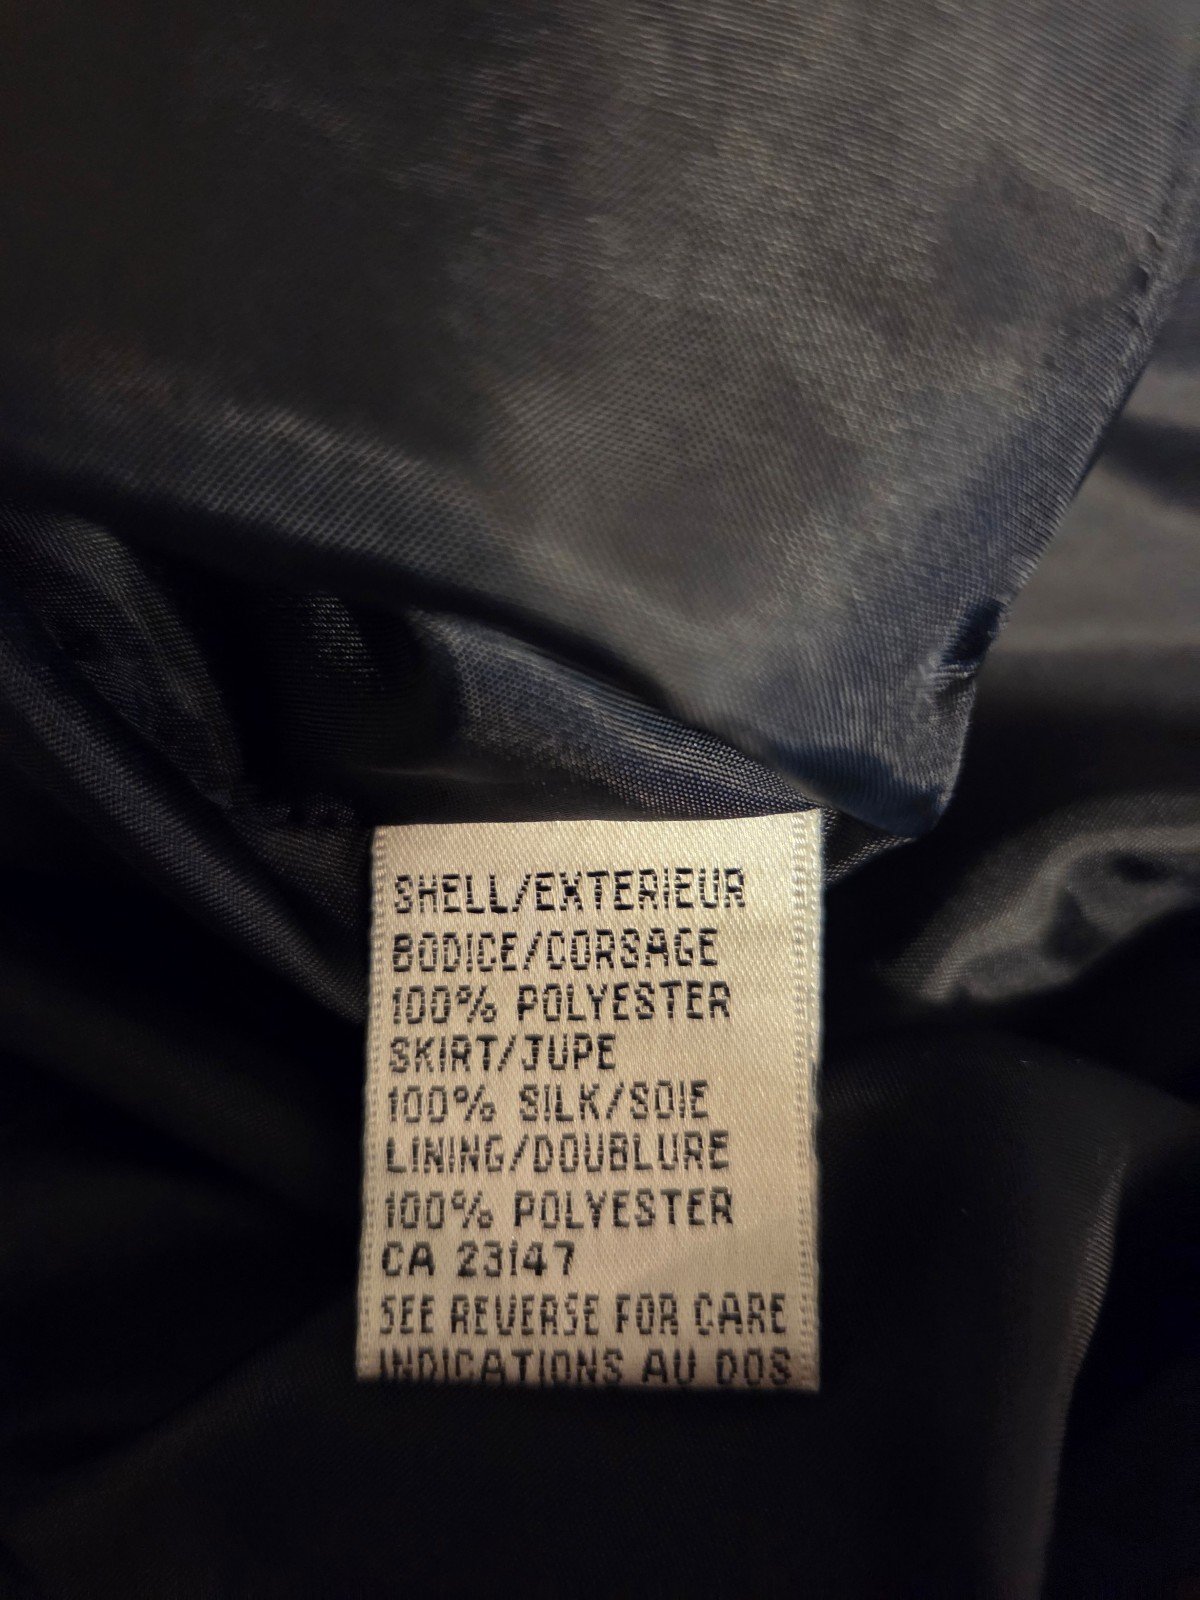 SHELL/EXTERIEUR
BODICE/CORSAGE
100% POLYESTER
SKIRT/JUPE
100% SILK/SOIE
LINING/DOUBLURE
100% POLYESTER
CA 23147
SEE REVERSE FOR CARE
INDICATIONS AU DOS